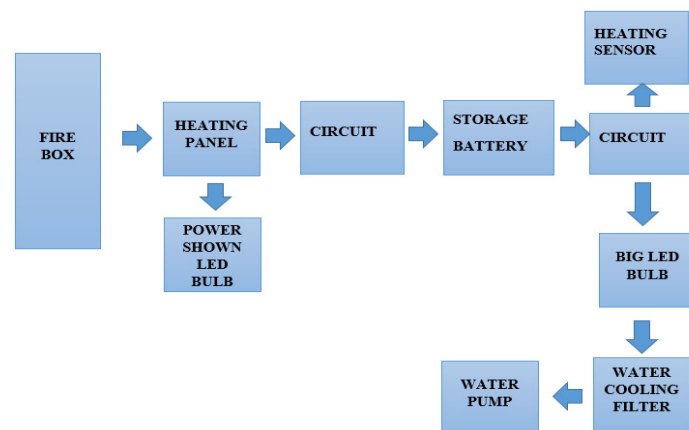 HEATING
SENSOR
FIRE
BOX
HEATING
PANEL
CIRCUIT
STORAGE
BATTERY
CIRCUIT
POWER
SHOWN
LED
BULB
BIG LED
BULB
WATER
PUMP
WATER
COOLING
FILTER